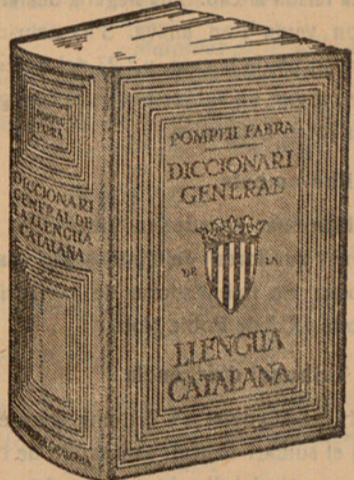 POMPEU
FABRA
DICCIONARI
GENERAL DE
LA LLENGUA
CATALANA
POMPEU FABRA
DICCIONARI
GENERAL
DE LA
LLENGUA
CATALANA